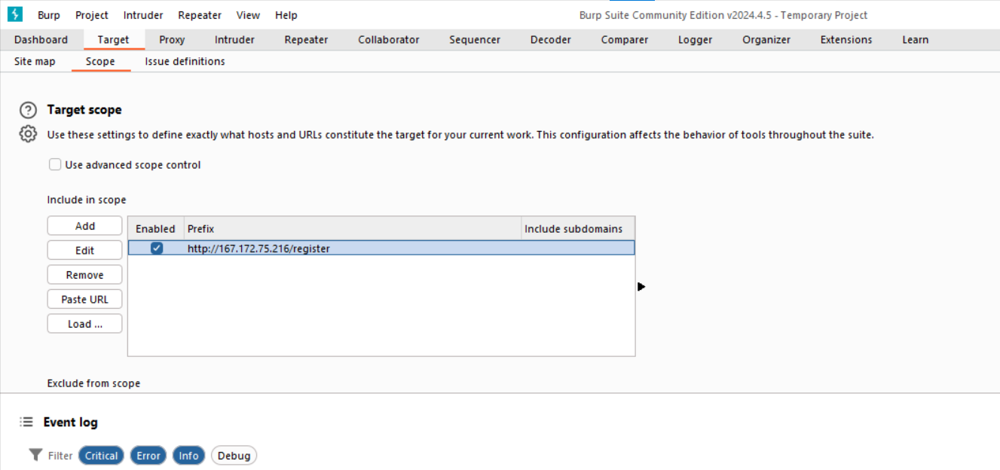 Burp Project Intruder Repeater View Help Burp Suite Community Edition v2024.4.5 - Temporary Project
Dashboard Target Proxy Intruder Repeater Collaborator Sequencer Decoder Comparer Logger Organizer Extensions Learn
Site map Scope Issue definitions
? Target scope
Use these settings to define exactly what hosts and URLs constitute the target for your current work. This configuration affects the behavior of tools throughout the suite.
Use advanced scope control
Include in scope
Add Enabled Prefix Include subdomains
Edit http://167.172.75.216/register
Remove
Paste URL
Load ...
Exclude from scope
Event log
Filter Critical Error Info Debug